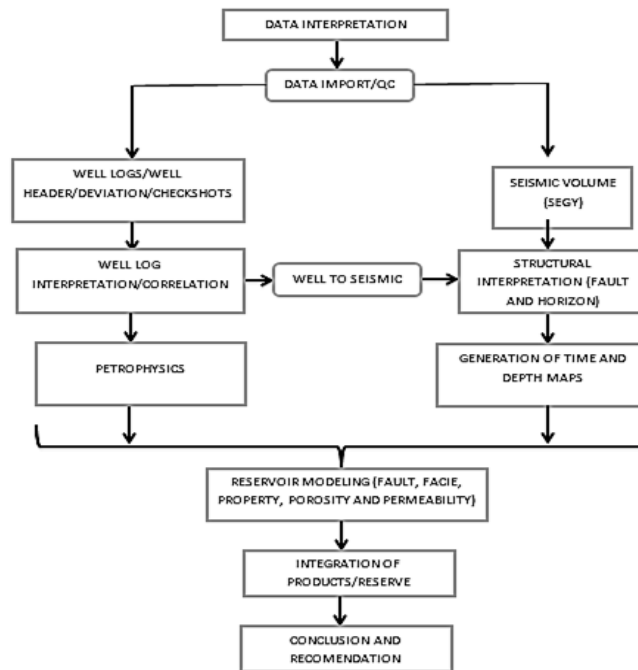 DATA INTERPRETATION
DATA IMPORT/QC
WELL LOGS/WELL
HEADER/DEVIATION/CHECKSHOTS
SEISMIC VOLUME
(SEGY)
WELL LOG
INTERPRETATION/CORRELATION
WELL TO SEISMIC
STRUCTURAL
INTERPRETATION (FAULT
AND HORIZON)
PETROPHYSICS
GENERATION OF TIME AND
DEPTH MAPS
RESERVOIR MODELING (FAULT, FACIE,
PROPERTY, POROSITY AND PERMEABILITY)
INTEGRATION OF
PRODUCTS/RESERVE
CONCLUSION AND
RECOMENDATION